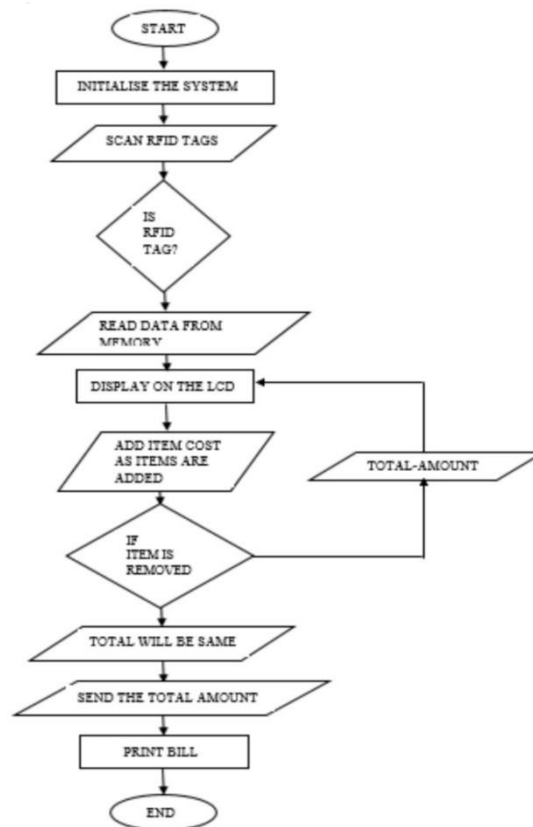 START
INITIALISE THE SYSTEM
SCAN RFID TAGS
IS
RFID
TAG?
READ DATA FROM
MEMORY
DISPLAY ON THE LCD
ADD ITEM COST
AS ITEMS ARE
ADDED
TOTAL-AMOUNT
IF
ITEM IS
REMOVED
TOTAL WILL BE SAME
SEND THE TOTAL AMOUNT
PRINT BILL
END